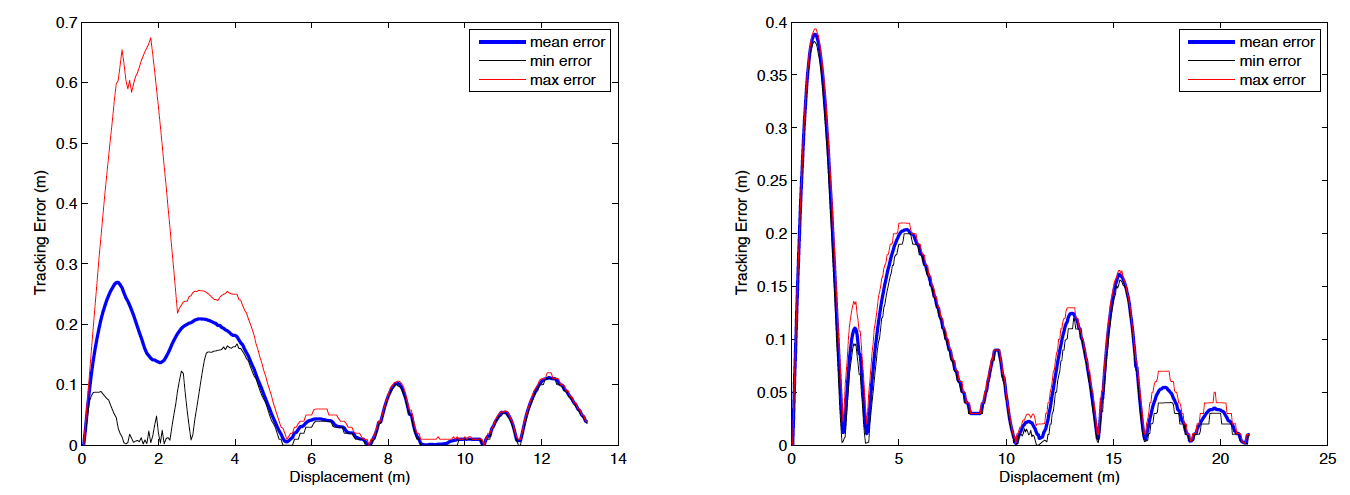 0.7
0.6
0.5
0.4
0.3
0.2
0.1
0
Tracking Error (m)
0 2 4 6 8 10 12 14
Displacement (m)
mean error
min error
max error
0.4
0.35
0.3
0.25
0.2
0.15
0.1
0.05
0
Tracking Error (m)
0 5 10 15 20 25
Displacement (m)
mean error
min error
max error